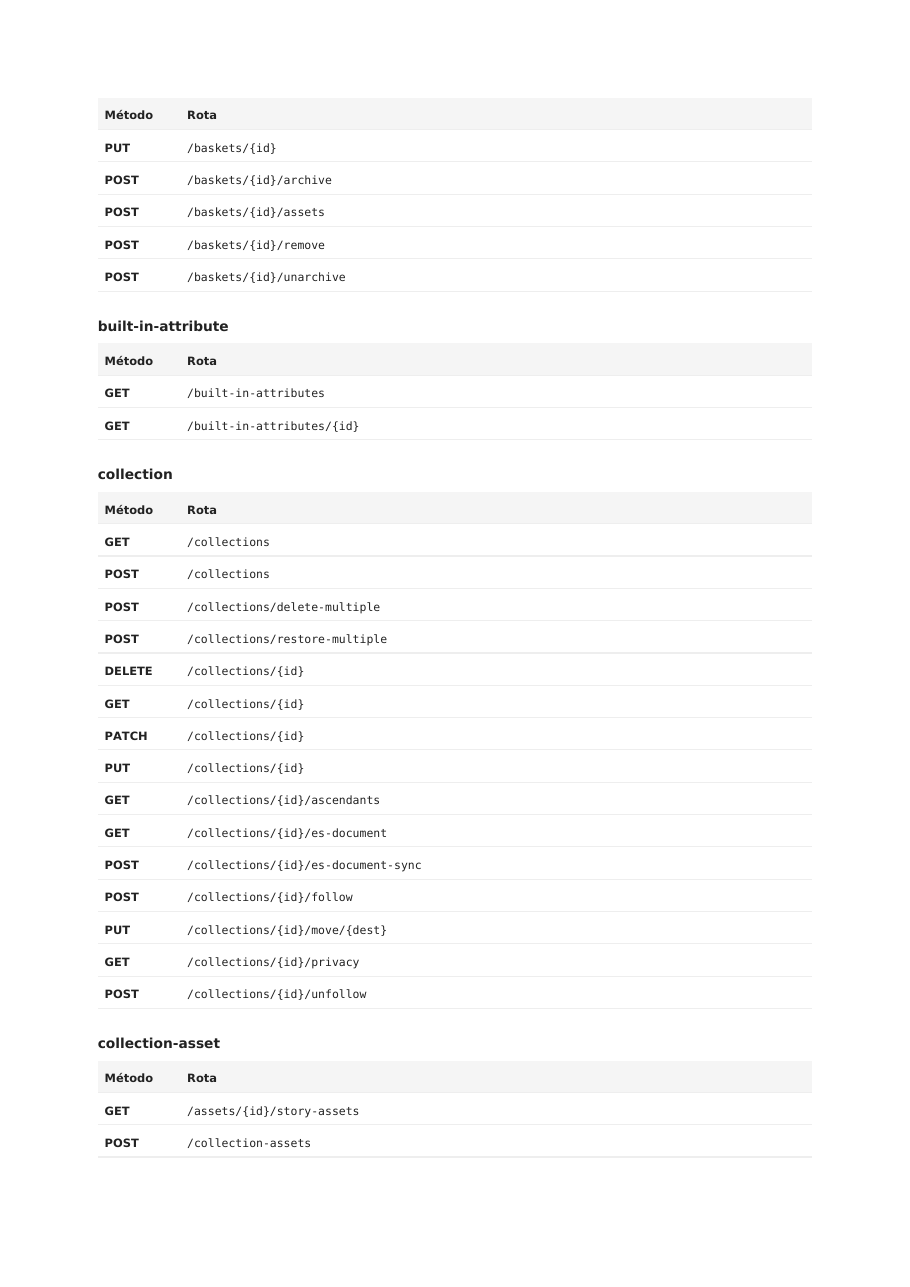 Método Rota
PUT /baskets/{id}
POST /baskets/{id}/archive
POST /baskets/{id}/assets
POST /baskets/{id}/remove
POST /baskets/{id}/unarchive
built-in-attribute
Método Rota
GET /built-in-attributes
GET /built-in-attributes/{id}
collection
Método Rota
GET /collections
POST /collections
POST /collections/delete-multiple
POST /collections/restore-multiple
DELETE /collections/{id}
GET /collections/{id}
PATCH /collections/{id}
PUT /collections/{id}
GET /collections/{id}/ascendants
GET /collections/{id}/es-document
POST /collections/{id}/es-document-sync
POST /collections/{id}/follow
PUT /collections/{id}/move/{dest}
GET /collections/{id}/privacy
POST /collections/{id}/unfollow
collection-asset
Método Rota
GET /assets/{id}/story-assets
POST /collection-assets